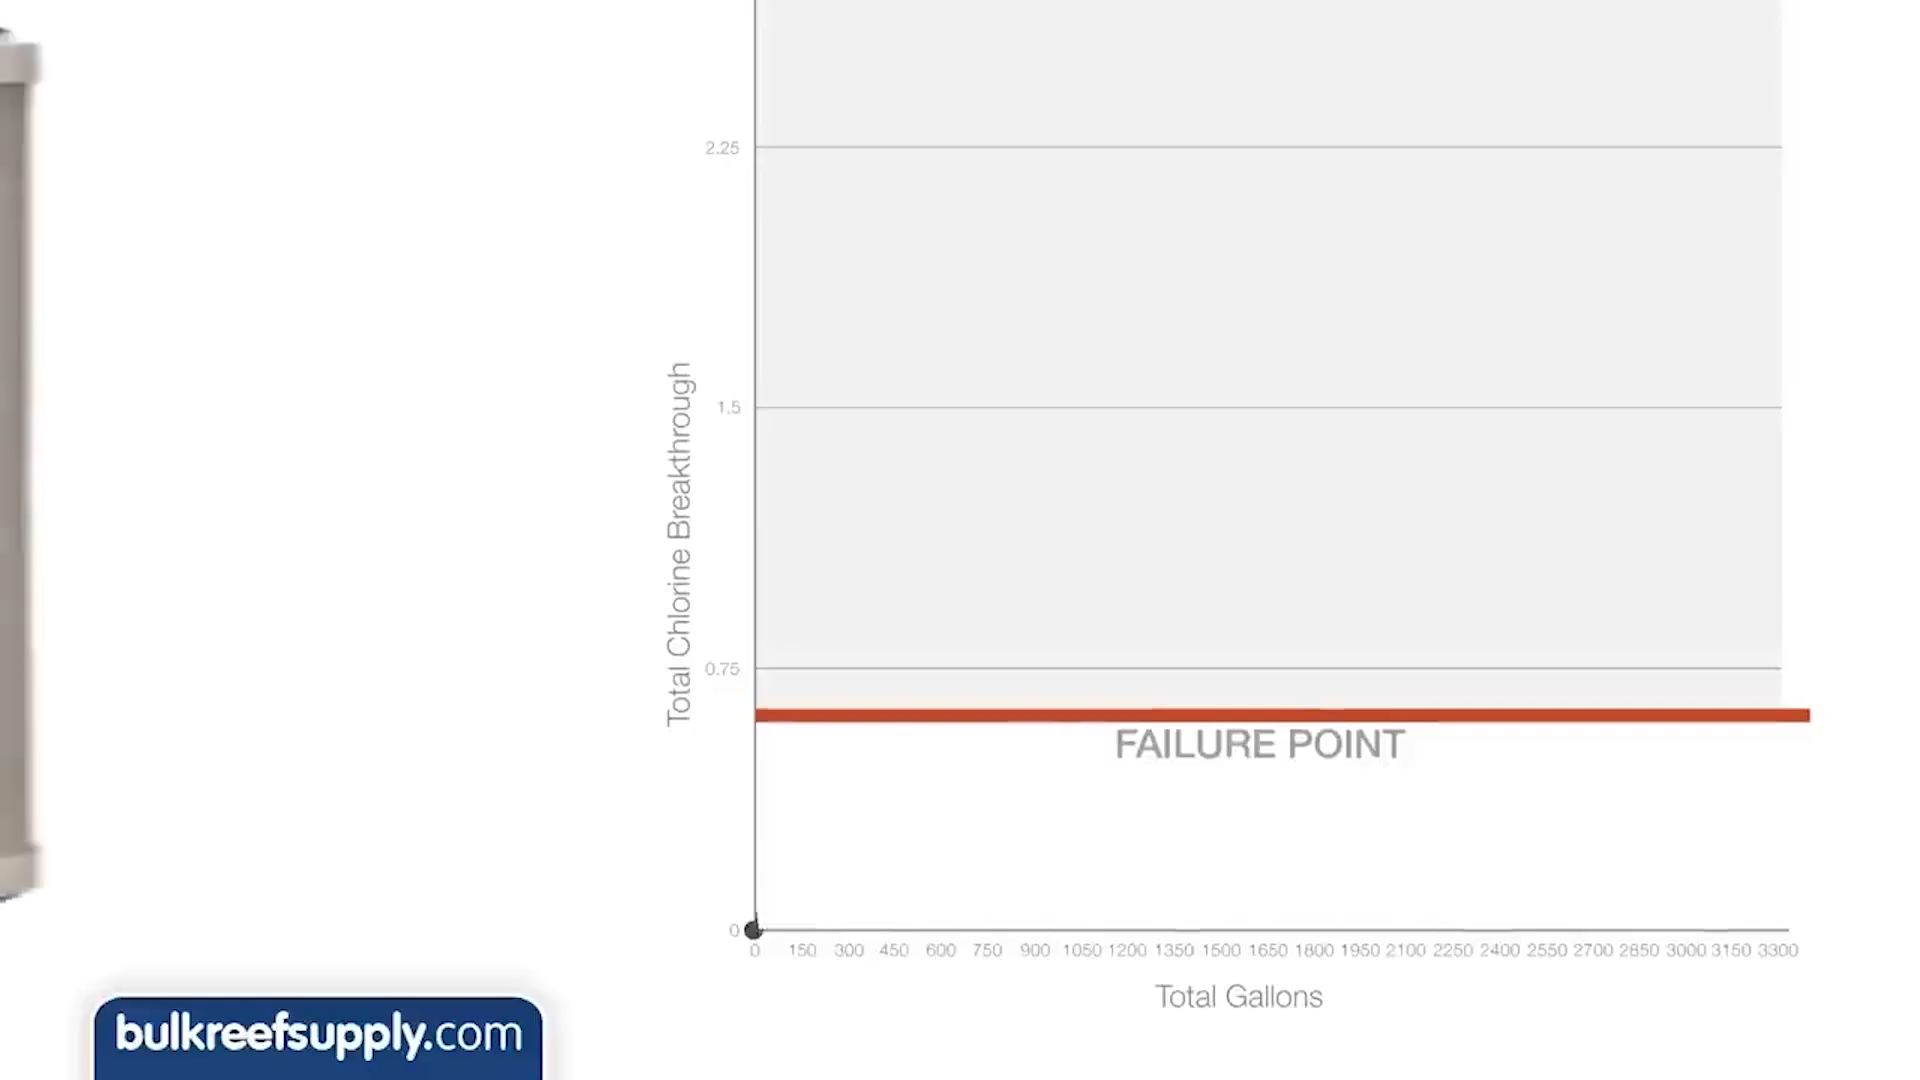 2.25
1.5
Total Chlorine Breakthrough
0.75
FAILURE POINT
0
0 150 300 450 600 750 900 1050 1200 1350 1500 1650 1800 1950 2100 2250 2400 2550 2700 2850 3000 3150 3300
Total Gallons
bulkreefsupply.com